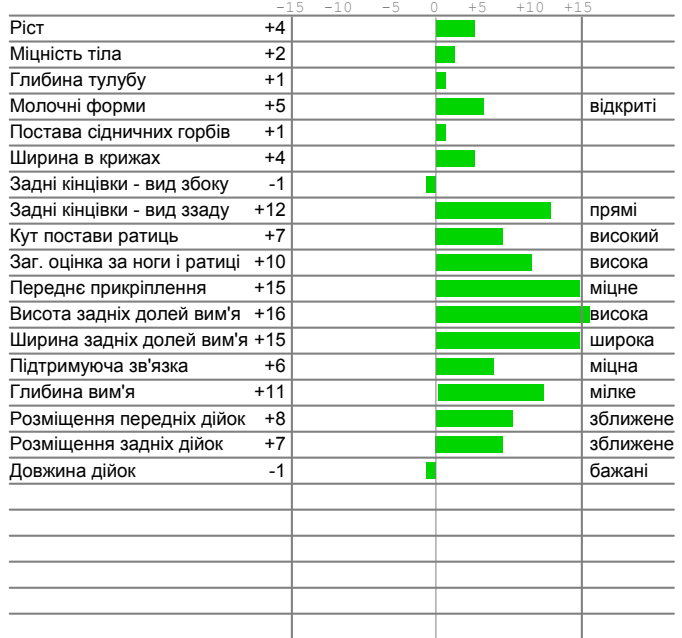 -15 -10 -5 0 +5 +10 +15
Ріст +4
Міцність тіла +2
Глибина тулубу +1
Молочні форми +5 відкриті
Постава сідничних горбів +1
Ширина в крижах +4
Задні кінцівки - вид збоку -1
Задні кінцівки - вид ззаду +12 прямі
Кут постави ратиць +7 високий
Заг. оцінка за ноги і ратиці +10 висока
Переднє прикріплення +15 міцне
Висота задніх долей вим'я +16 висока
Ширина задніх долей вим'я +15 широка
Підтримуюча зв'язка +6 міцна
Глибина вим'я +11 мілке
Розміщення передніх дійок +8 зближене
Розміщення задніх дійок +7 зближене
Довжина дійок -1 бажані